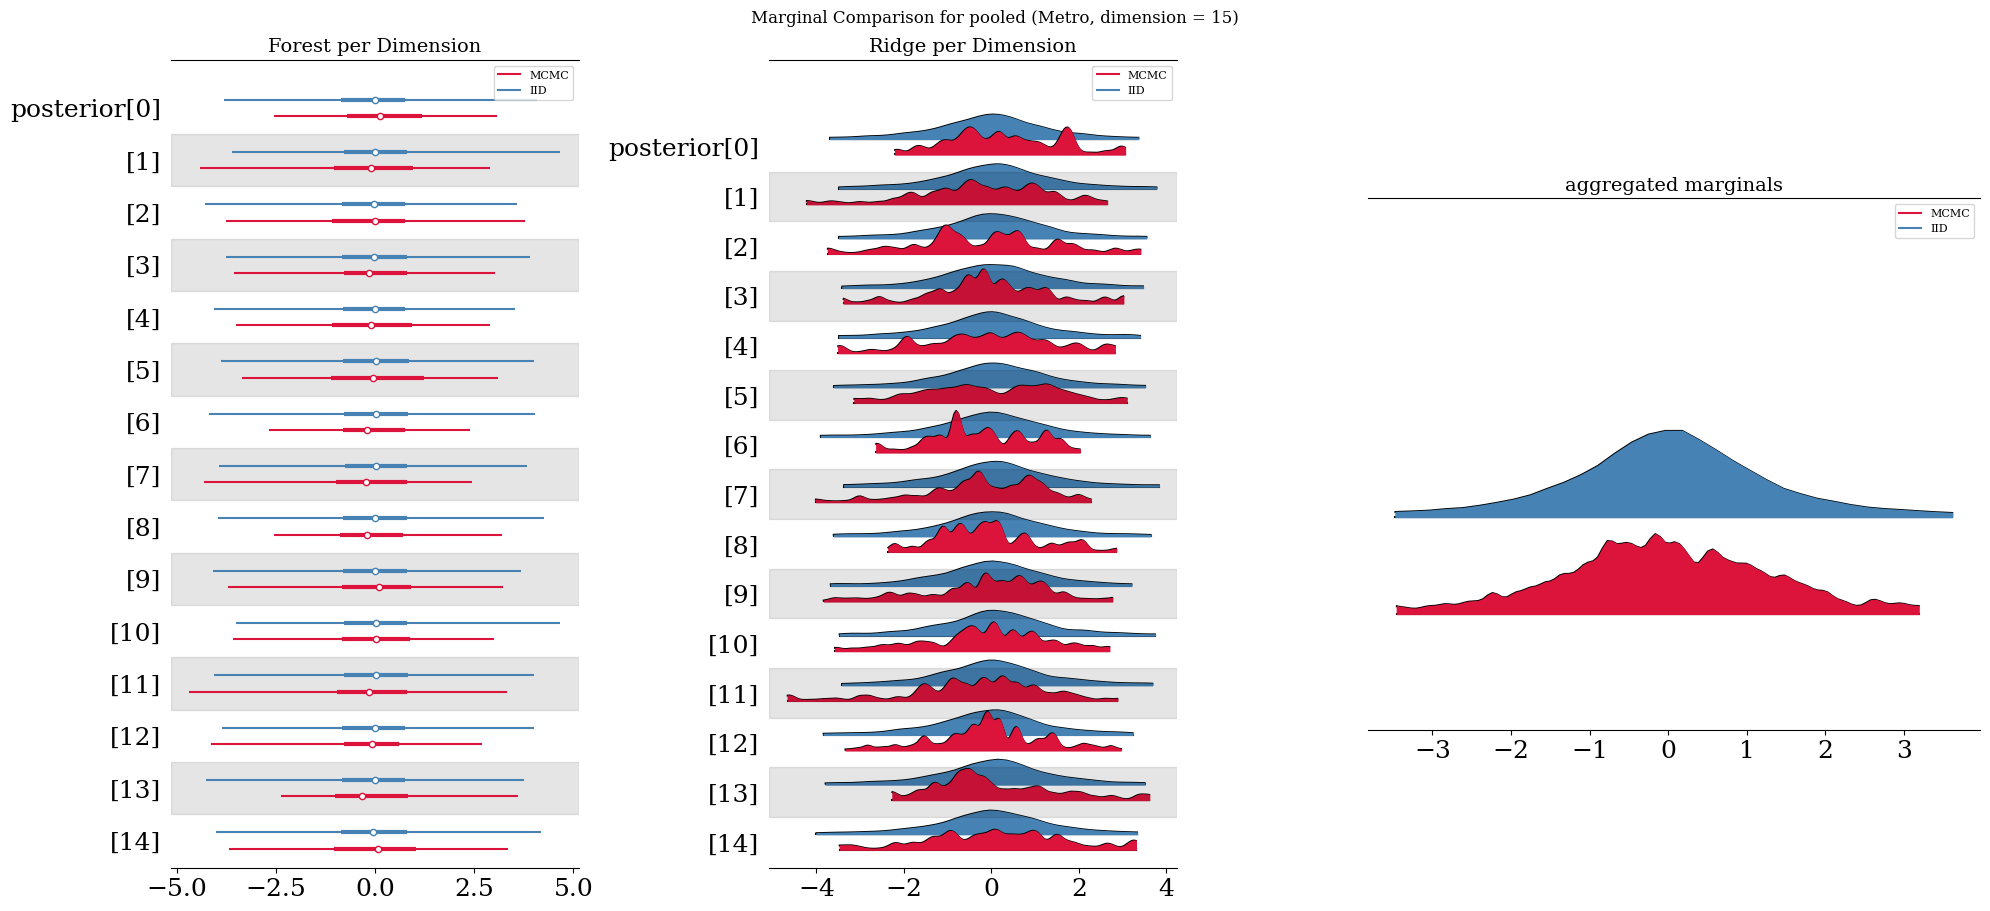 Marginal Comparison for pooled (Metro, dimension = 15)
Forest per Dimension
MCMC
IID
posterior[0]
[1]
[2]
[3]
[4]
[5]
[6]
[7]
[8]
[9]
[10]
[11]
[12]
[13]
[14]
−5.0 −2.5 0.0 2.5 5.0
Ridge per Dimension
MCMC
IID
posterior[0]
[1]
[2]
[3]
[4]
[5]
[6]
[7]
[8]
[9]
[10]
[11]
[12]
[13]
[14]
−4 −2 0 2 4
aggregated marginals
MCMC
IID
−3 −2 −1 0 1 2 3